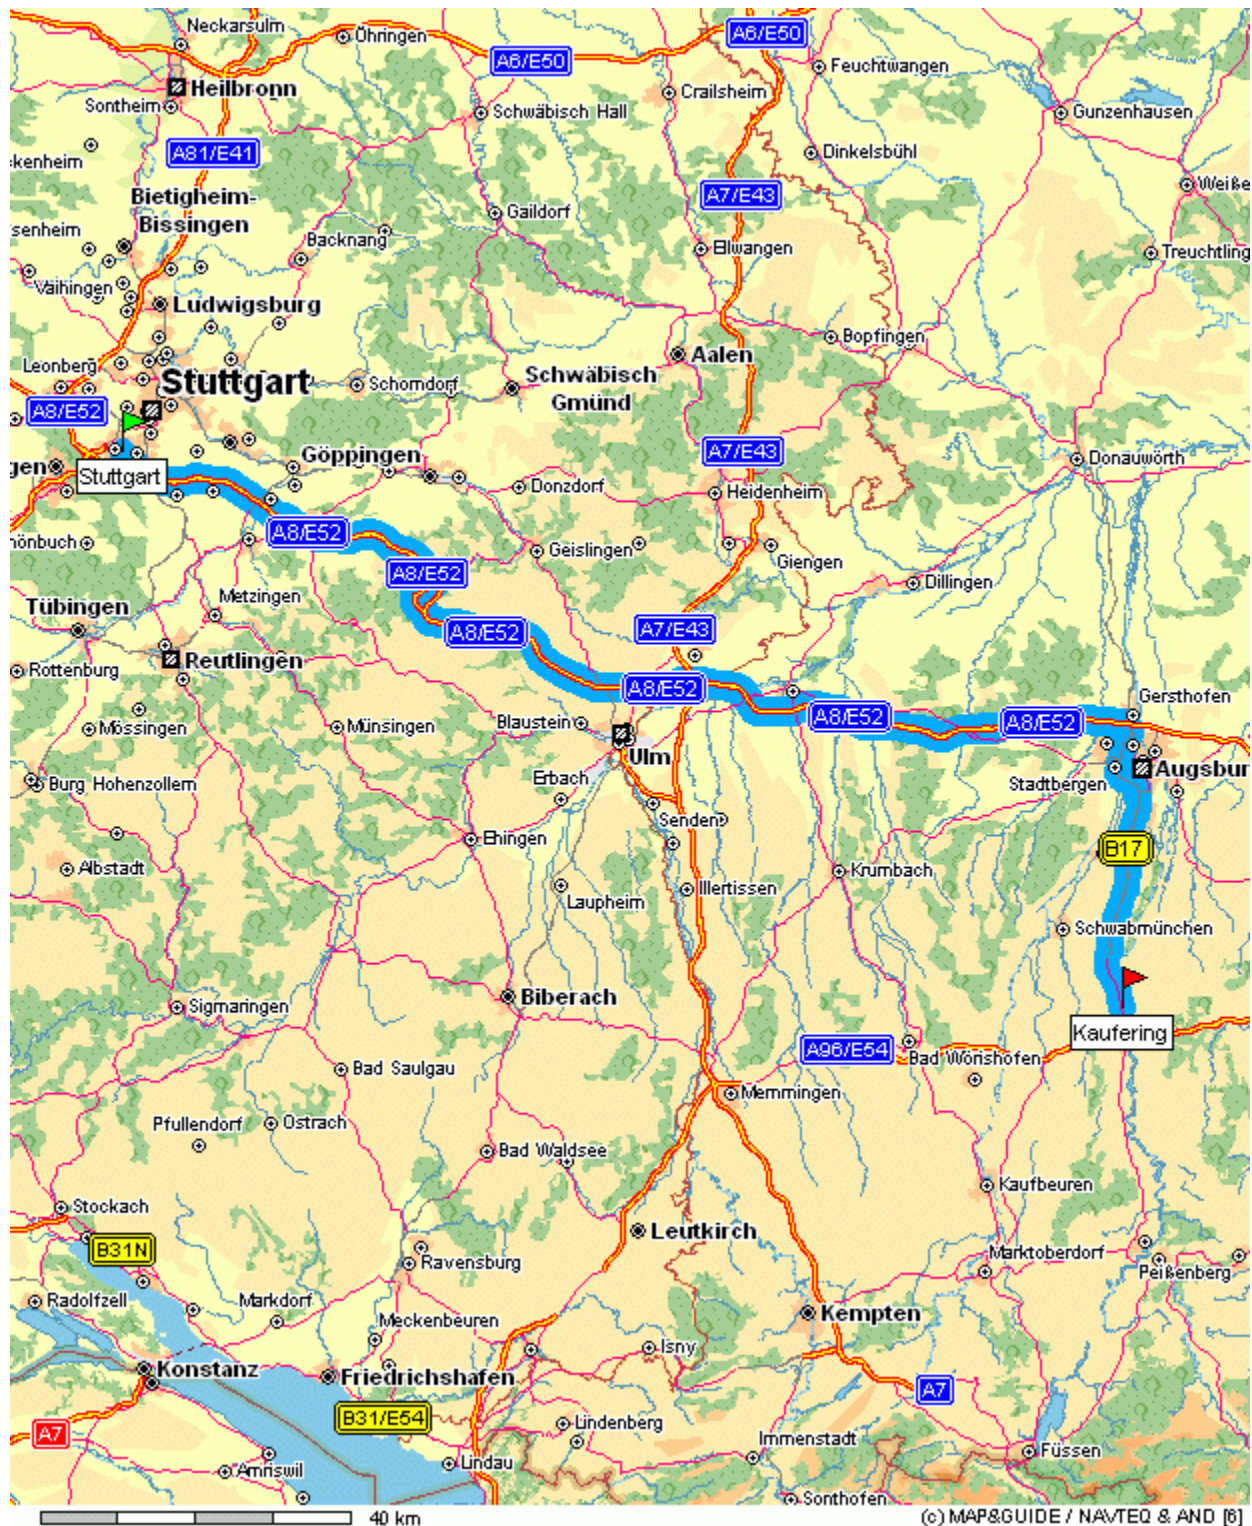 Neckarsulm
Öhringen
A6/E50
A6/E50
Feuchtwangen
Heilbronn
Sontheim
Crailsheim
Schwäbisch Hall
Gunzenhausen
A81/E41
ckenheim
Dinkelsbühl
Bietigheim-
Bissingen
A7/E43
Weiße
senheim
Gaildorf
Backnang
Ellwangen
Treuchtling
Vaihingen
Ludwigsburg
Bopfingen
Leonberg
Aalen
Stuttgart
Schorndorf
Schwäbisch
Gmünd
A8/E52
A7/E43
gen
Stuttgart
Göppingen
Donauwörth
Donzdorf
Heidenheim
A8/E52
hönbuch
Geislingen
Giengen
A8/E52
Dillingen
Metzingen
Tübingen
A8/E52
A7/E43
Reutlingen
Rottenburg
A8/E52
Gersthofen
Mössingen
Münsingen
Blaustein
A8/E52
A8/E52
Ulm
Augsbur
Burg Hohenzollern
Erbach
Stadtbergen
Senden
Ehingen
B17
Albstadt
Krumbach
Illertissen
Laupheim
Schwabmünchen
Biberach
Sigmaringen
Kaufering
A96/E54
Bad Wörishofen
Bad Saulgau
Memmingen
Pfullendorf
Ostrach
Bad Waldsee
Kaufbeuren
Stockach
Leutkirch
B31N
Marktoberdorf
Ravensburg
Peißenberg
Radolfzell
Markdorf
Meckenbeuren
Kempten
Isny
Konstanz
Friedrichshafen
A7
B31/E54
Lindenberg
A7
Immenstadt
Füssen
Amriswil
Lindau
Sonthofen
40 km
(c) MAP&GUIDE / NAVTEQ & AND [6]